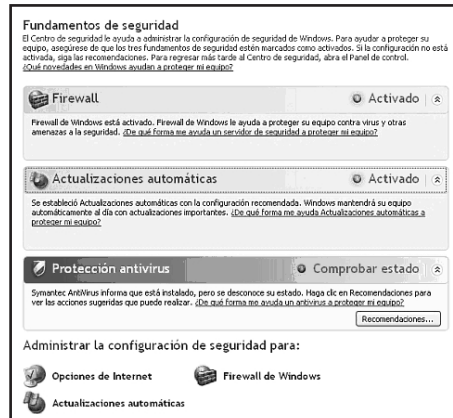 Fundamentos de seguridad
El Centro de seguridad le ayuda a administrar la configuración de seguridad de Windows. Para ayudar a proteger su
equipo, asegúrese de que los tres fundamentos de seguridad estén marcados como activados. Si la configuración no está
activada, siga las recomendaciones. Para regresar más tarde al Centro de seguridad, abra el Panel de control.
¿Qué novedades en Windows ayudan a proteger mi equipo?
Firewall Activado
Firewall de Windows está activado. Firewall de Windows le ayuda a proteger su equipo contra virus y otras
amenazas a la seguridad. ¿De qué forma me ayuda un servidor de seguridad a proteger mi equipo?
Actualizaciones automáticas Activado
Se estableció Actualizaciones automáticas con la configuración recomendada. Windows mantendrá su equipo
automáticamente al día con actualizaciones importantes. ¿De qué forma me ayuda Actualizaciones automáticas a
proteger mi equipo?
Protección antivirus Comprobar estado
Symantec AntiVirus informa que está instalado, pero se desconoce su estado. Haga clic en Recomendaciones para
ver las acciones sugeridas que puede realizar. ¿De qué forma me ayuda un antivirus a proteger mi equipo?
Recomendaciones...
Administrar la configuración de seguridad para:
Opciones de Internet Firewall de Windows
Actualizaciones automáticas